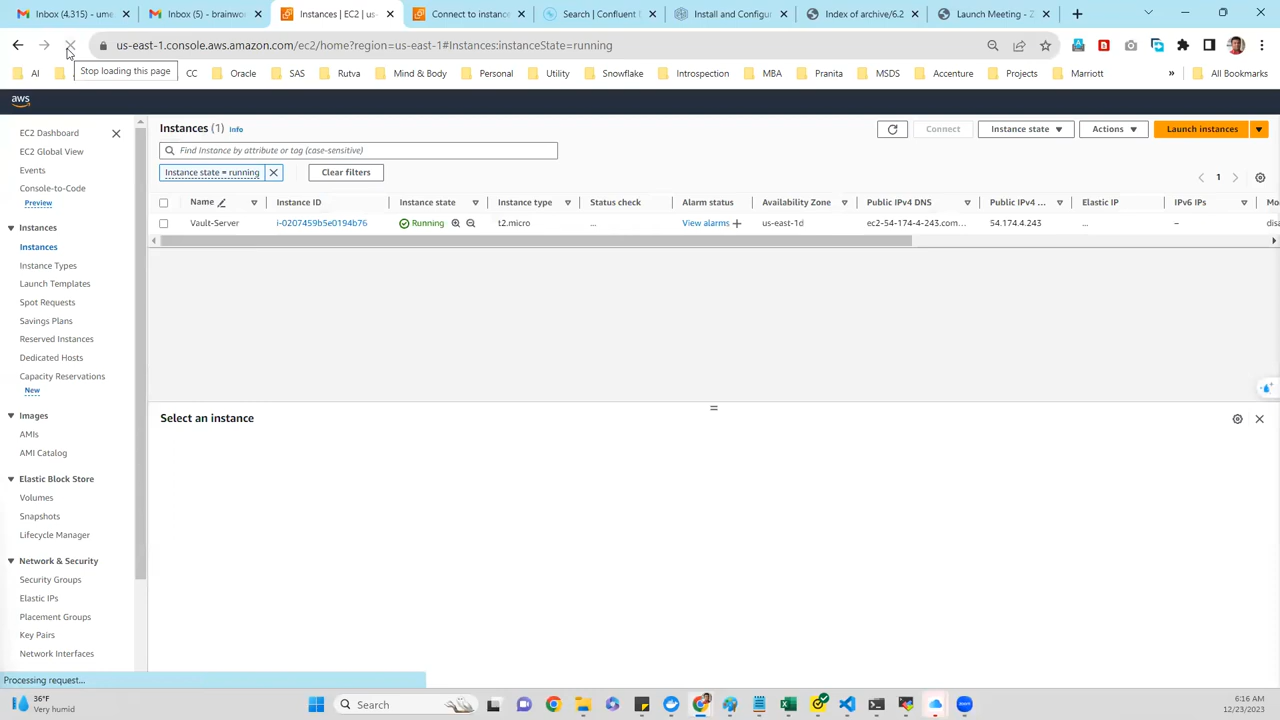 Inbox (4,315) - ume
Inbox (5) - brainwo
Instances | EC2 | us-
Connect to instance
Search | Confluent
Install and Configur
Index of archive/6.2
Launch Meeting - Z
us-east-1.console.aws.amazon.com/ec2/home?region=us-east-1#Instances:instanceState=running
Stop loading this page
AI
CC
Oracle
SAS
Rutva
Mind & Body
Personal
Utility
Snowflake
Introspection
MBA
Pranita
MSDS
Accenture
Projects
Marriott
»
All Bookmarks
aws
EC2 Dashboard
EC2 Global View
Events
Console-to-Code
Preview
Instances
Instances
Instance Types
Launch Templates
Spot Requests
Savings Plans
Reserved Instances
Dedicated Hosts
Capacity Reservations
New
Images
AMIs
AMI Catalog
Elastic Block Store
Volumes
Snapshots
Lifecycle Manager
Network & Security
Security Groups
Elastic IPs
Placement Groups
Key Pairs
Network Interfaces
Instances (1) Info
Connect
Instance state
Actions
Launch instances
Find Instance by attribute or tag (case-sensitive)
Instance state = running
Clear filters
1
Name Instance ID Instance state Instance type Status check Alarm status Availability Zone Public IPv4 DNS Public IPv4 ... Elastic IP IPv6 IPs Mo
Vault-Server i-0207459b5e0194b76 Running t2.micro ... View alarms + us-east-1d ec2-54-174-4-243.com... 54.174.4.243 ... – disa
Select an instance
Processing request...
36°F
Very humid
Search
6:16 AM
12/23/2023